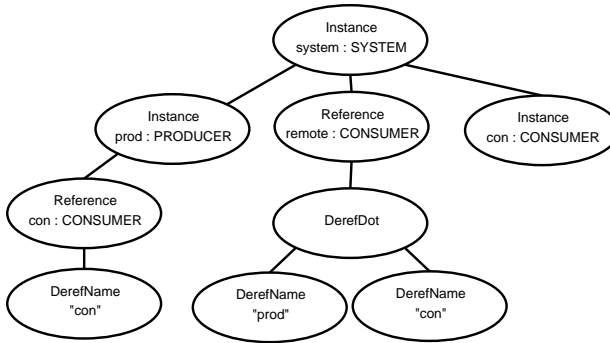 Instance
system : SYSTEM
Instance
prod : PRODUCER
Reference
remote : CONSUMER
Instance
con : CONSUMER
Reference
con : CONSUMER
DerefDot
DerefName
"con"
DerefName
"prod"
DerefName
"con"